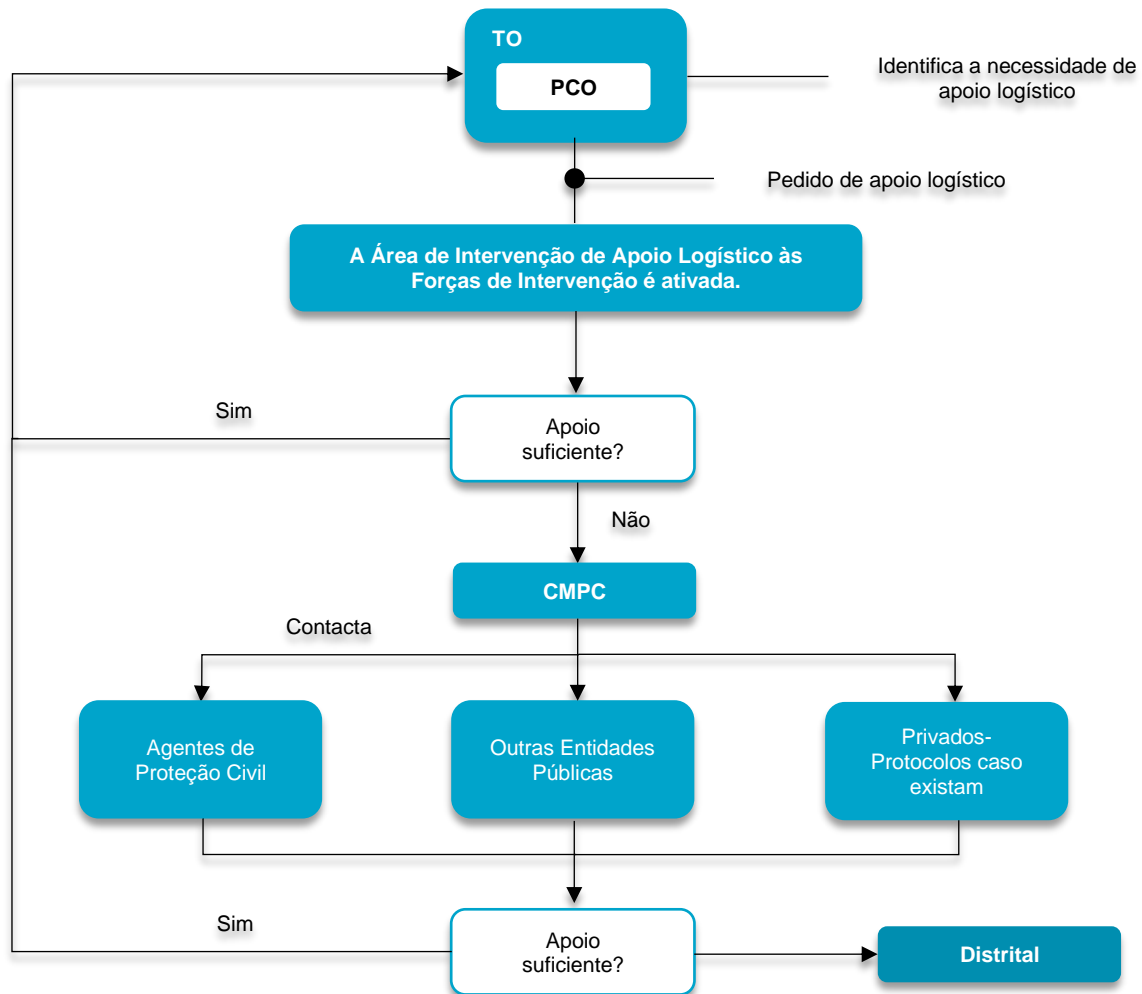 TO
PCO
Identifica a necessidade de
apoio logístico
Pedido de apoio logístico
A Área de Intervenção de Apoio Logístico às
Forças de Intervenção é ativada.
Sim
Apoio
suficiente?
Não
CMPC
Contacta
Agentes de
Proteção Civil
Outras Entidades
Públicas
Privados-
Protocolos caso
existam
Sim
Apoio
suficiente?
Distrital